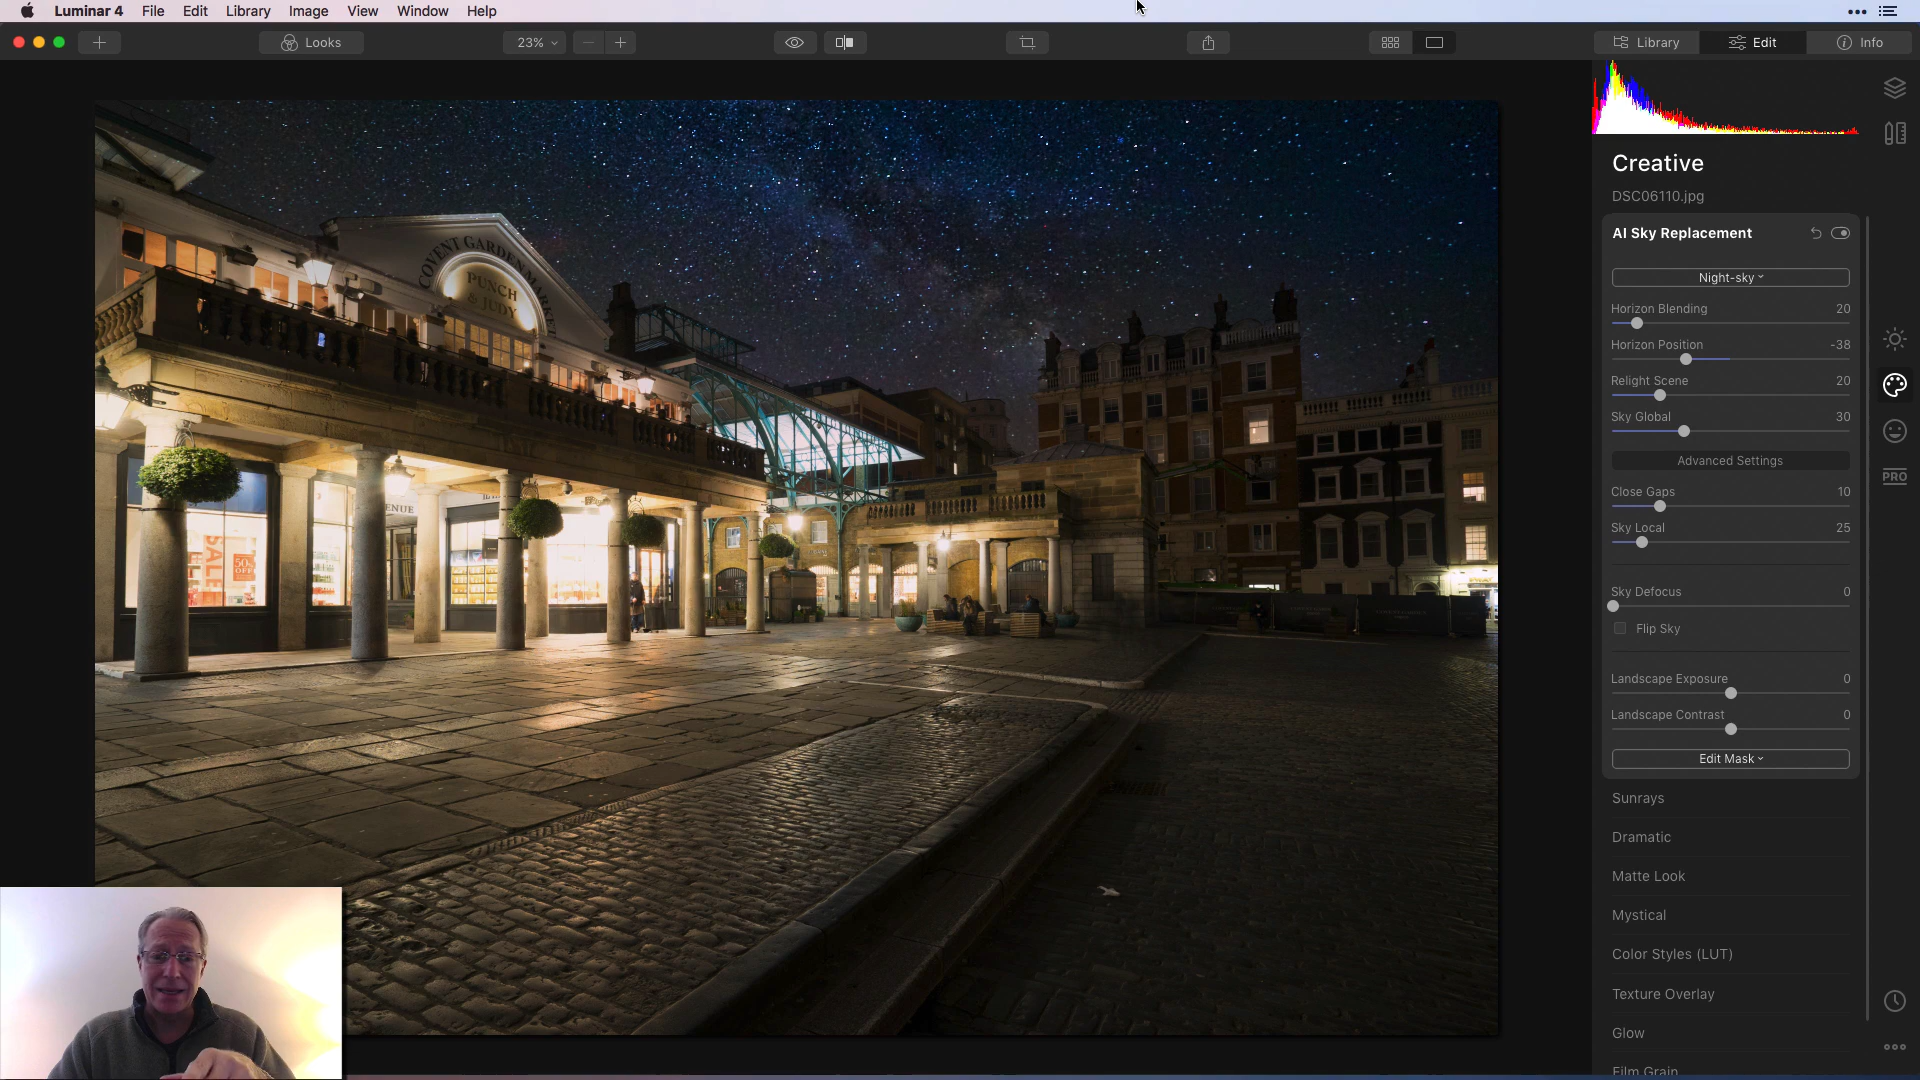 Luminar 4 File Edit Library Image View Window Help
Looks 23% Library Edit Info
Creative
DSC06110.jpg
AI Sky Replacement
Night-sky
Horizon Blending 20
Horizon Position -38
Relight Scene 20
Sky Global 30
Advanced Settings
Close Gaps 10
Sky Local 25
Sky Defocus 0
Flip Sky
Landscape Exposure 0
Landscape Contrast 0
Edit Mask
Sunrays
Dramatic
Matte Look
Mystical
Color Styles (LUT)
Texture Overlay
Glow
Film Grain
PRO
COVENT GARDEN MARKET
PUNCH
& JUDY
ENUE
SALE
50%
OFF